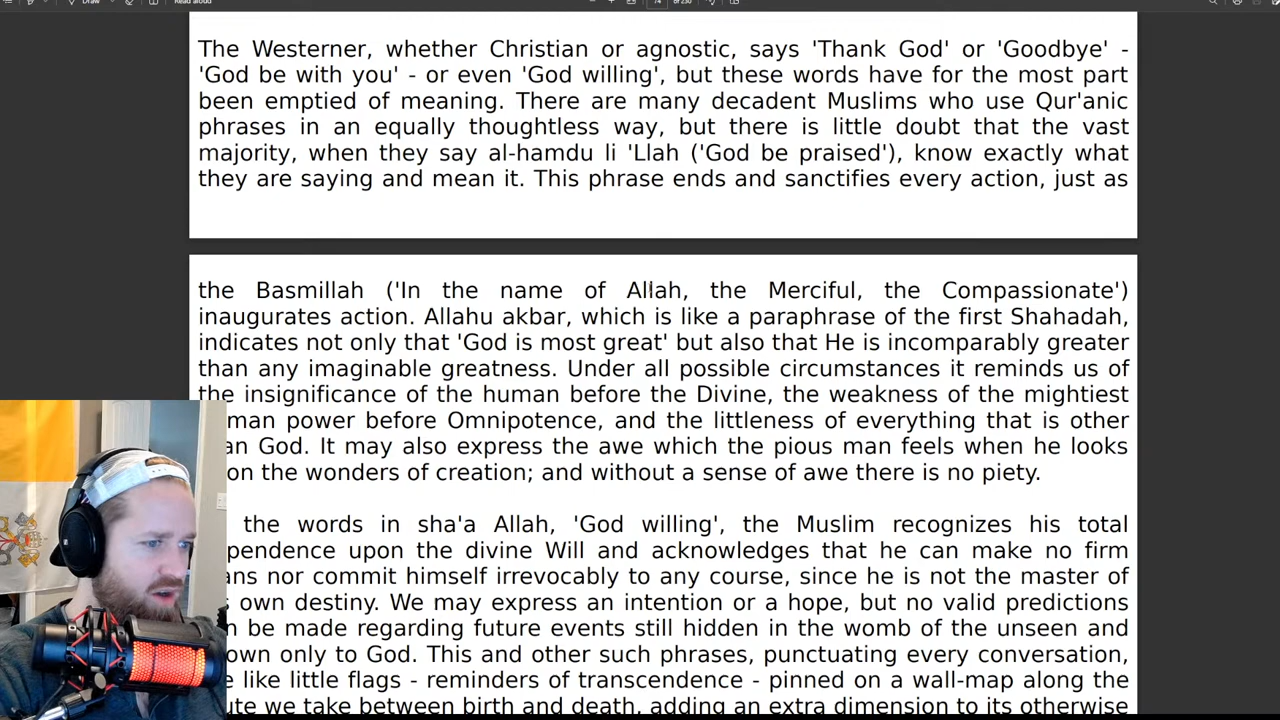 Draw
Read aloud
74
of 230
The Westerner, whether Christian or agnostic, says 'Thank God' or 'Goodbye' -
'God be with you' - or even 'God willing', but these words have for the most part
been emptied of meaning. There are many decadent Muslims who use Qur'anic
phrases in an equally thoughtless way, but there is little doubt that the vast
majority, when they say al-hamdu li 'Llah ('God be praised'), know exactly what
they are saying and mean it. This phrase ends and sanctifies every action, just as
the Basmillah ('In the name of Allah, the Merciful, the Compassionate')
inaugurates action. Allahu akbar, which is like a paraphrase of the first Shahadah,
indicates not only that 'God is most great' but also that He is incomparably greater
than any imaginable greatness. Under all possible circumstances it reminds us of
the insignificance of the human before the Divine, the weakness of the mightiest
man power before Omnipotence, and the littleness of everything that is other
an God. It may also express the awe which the pious man feels when he looks
on the wonders of creation; and without a sense of awe there is no piety.
the words in sha'a Allah, 'God willing', the Muslim recognizes his total
pendence upon the divine Will and acknowledges that he can make no firm
ans nor commit himself irrevocably to any course, since he is not the master of
own destiny. We may express an intention or a hope, but no valid predictions
n be made regarding future events still hidden in the womb of the unseen and
own only to God. This and other such phrases, punctuating every conversation,
e like little flags - reminders of transcendence - pinned on a wall-map along the
ute we take between birth and death, adding an extra dimension to its otherwise